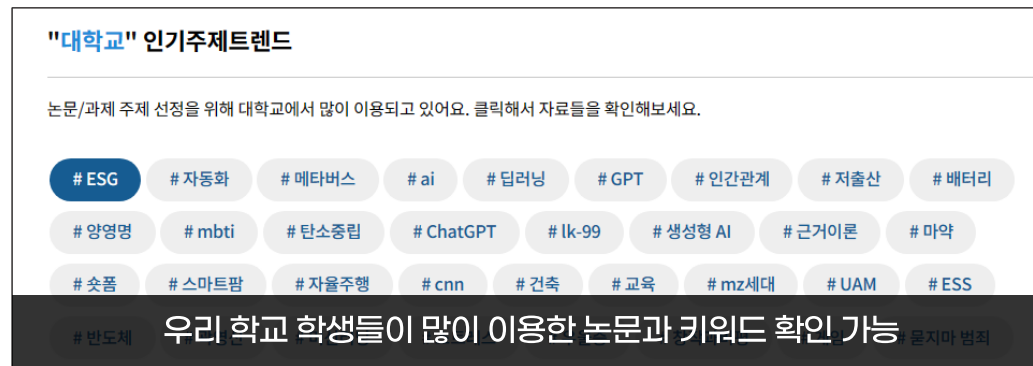 "대학교" 인기주제트렌드
논문/과제 주제 선정을 위해 대학교에서 많이 이용되고 있어요. 클릭해서 자료들을 확인해보세요.
# ESG # 자동화 # 메타버스 # ai # 딥러닝 # GPT # 인간관계 # 저출산 # 배터리
# 양영명 # mbti # 탄소중립 # ChatGPT # lk-99 # 생성형 AI # 근거이론 # 마약
# 숏폼 # 스마트팜 # 자율주행 # cnn # 건축 # 교육 # mz세대 # UAM # ESS
# 반도체 # 묻지마 범죄
우리 학교 학생들이 많이 이용한 논문과 키워드 확인 가능